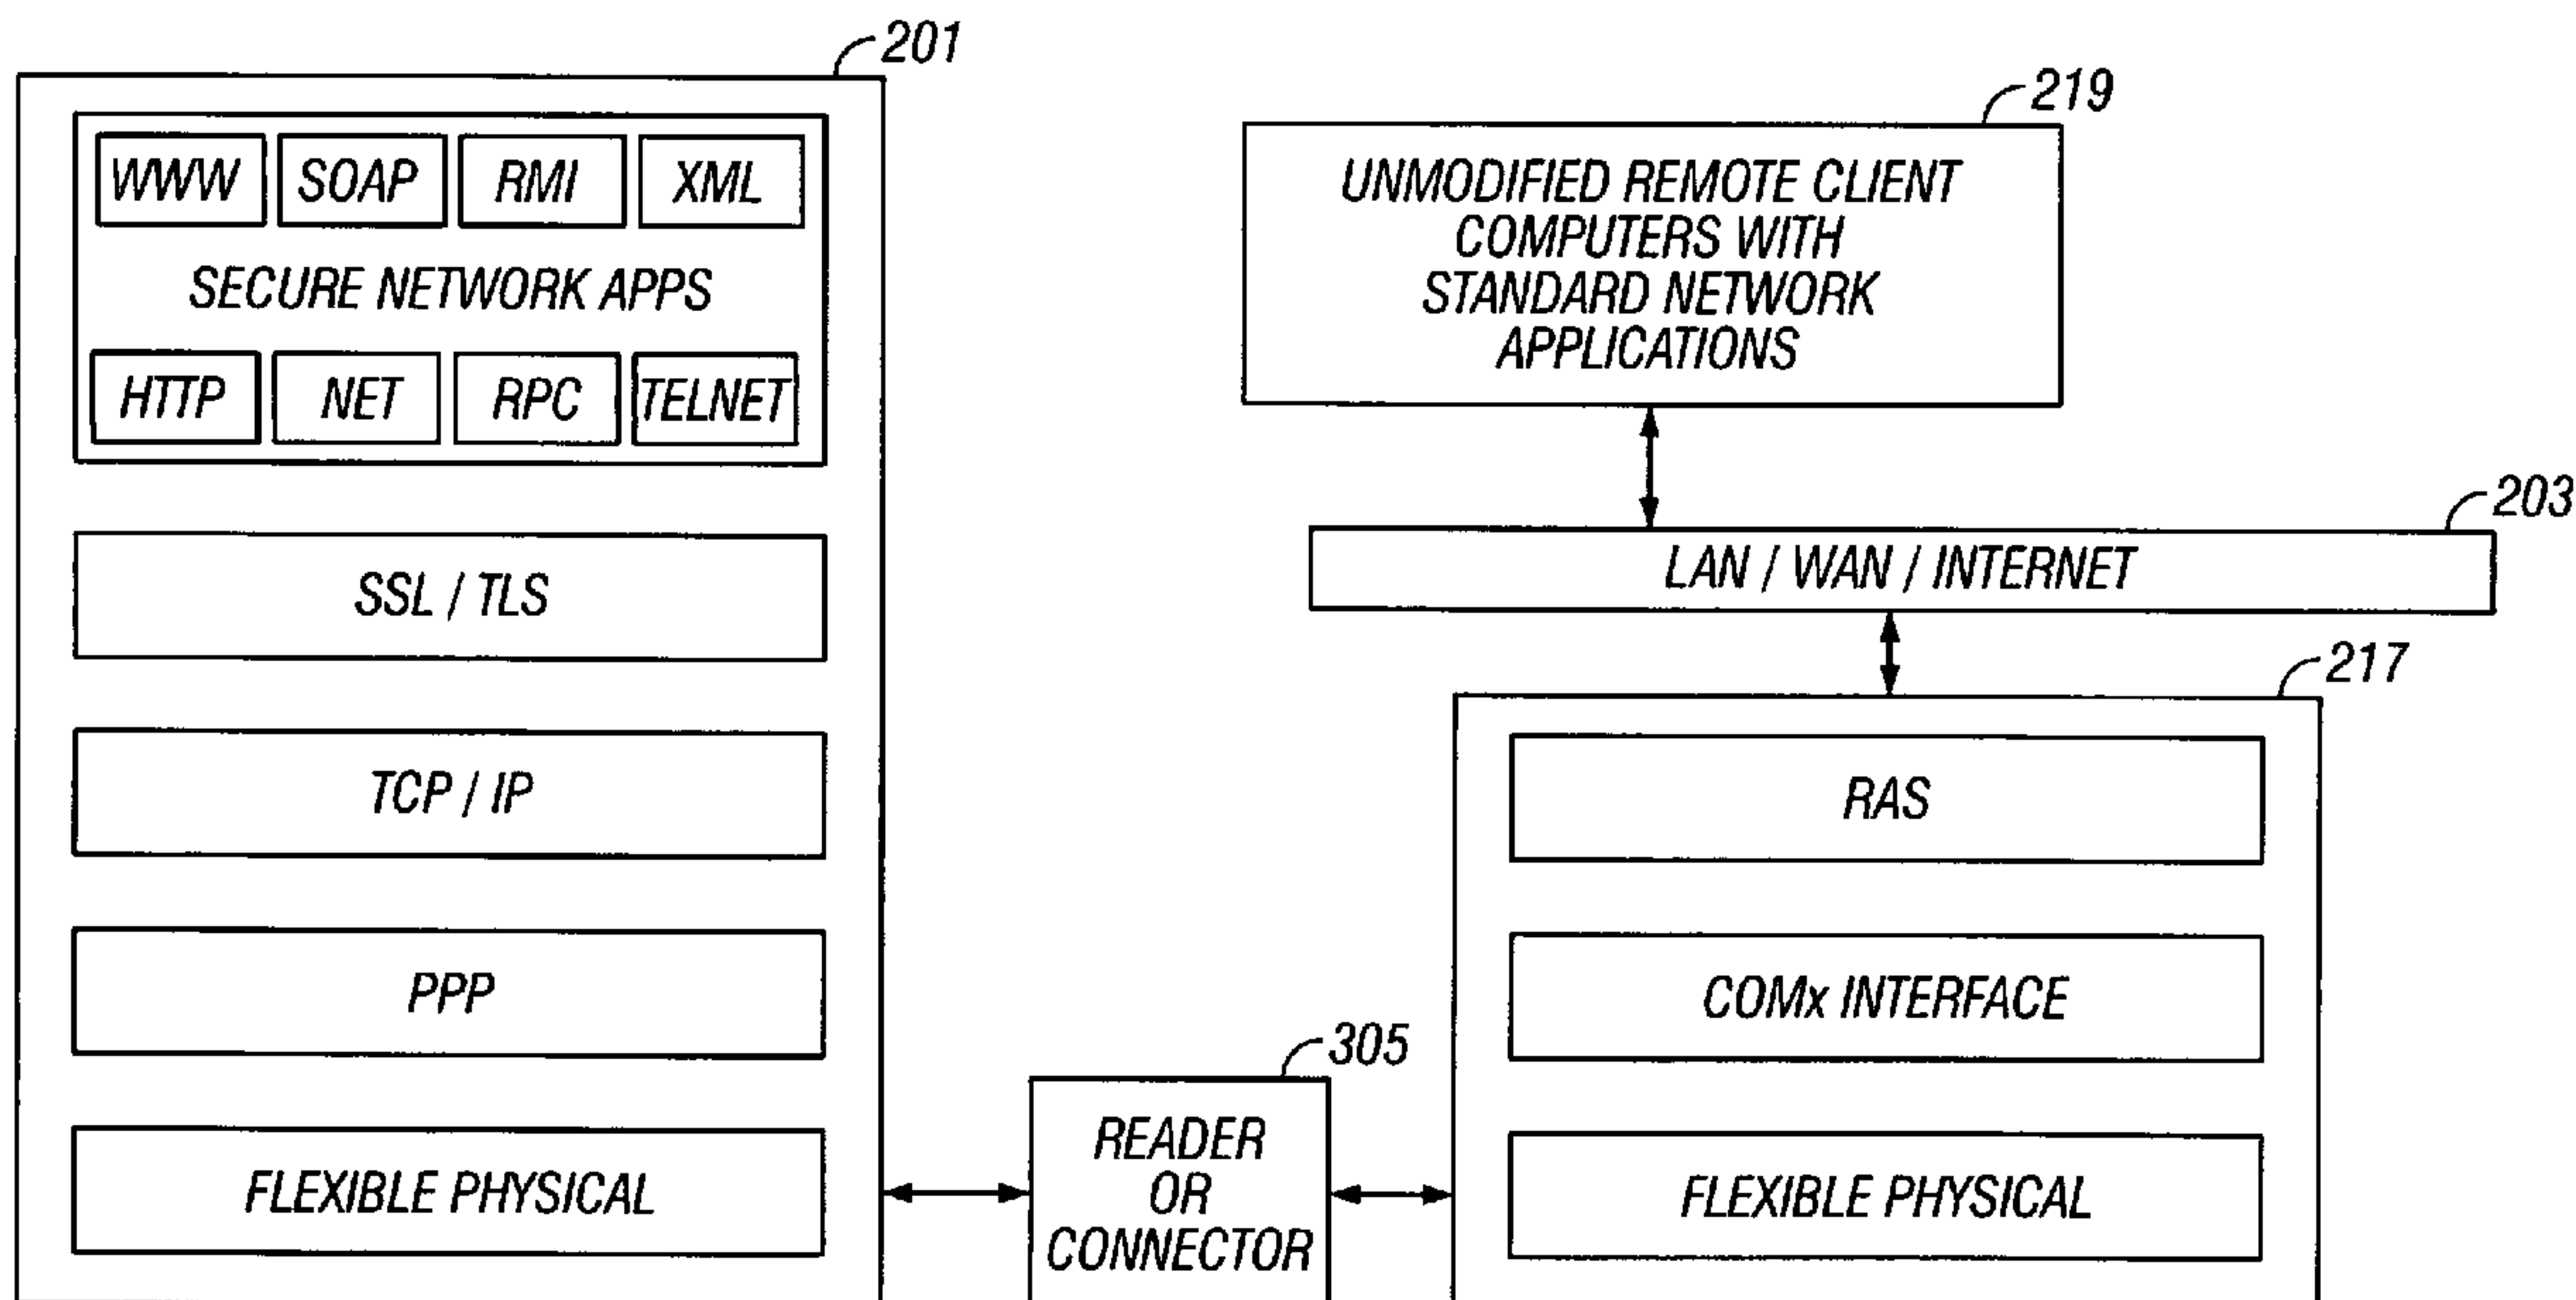 201
WWW SOAP RMI XML
SECURE NETWORK APPS
HTTP NET RPC TELNET
SSL / TLS
TCP / IP
PPP
FLEXIBLE PHYSICAL
305
READER
OR
CONNECTOR
219
UNMODIFIED REMOTE CLIENT
COMPUTERS WITH
STANDARD NETWORK
APPLICATIONS
203
LAN / WAN / INTERNET
217
RAS
COMx INTERFACE
FLEXIBLE PHYSICAL